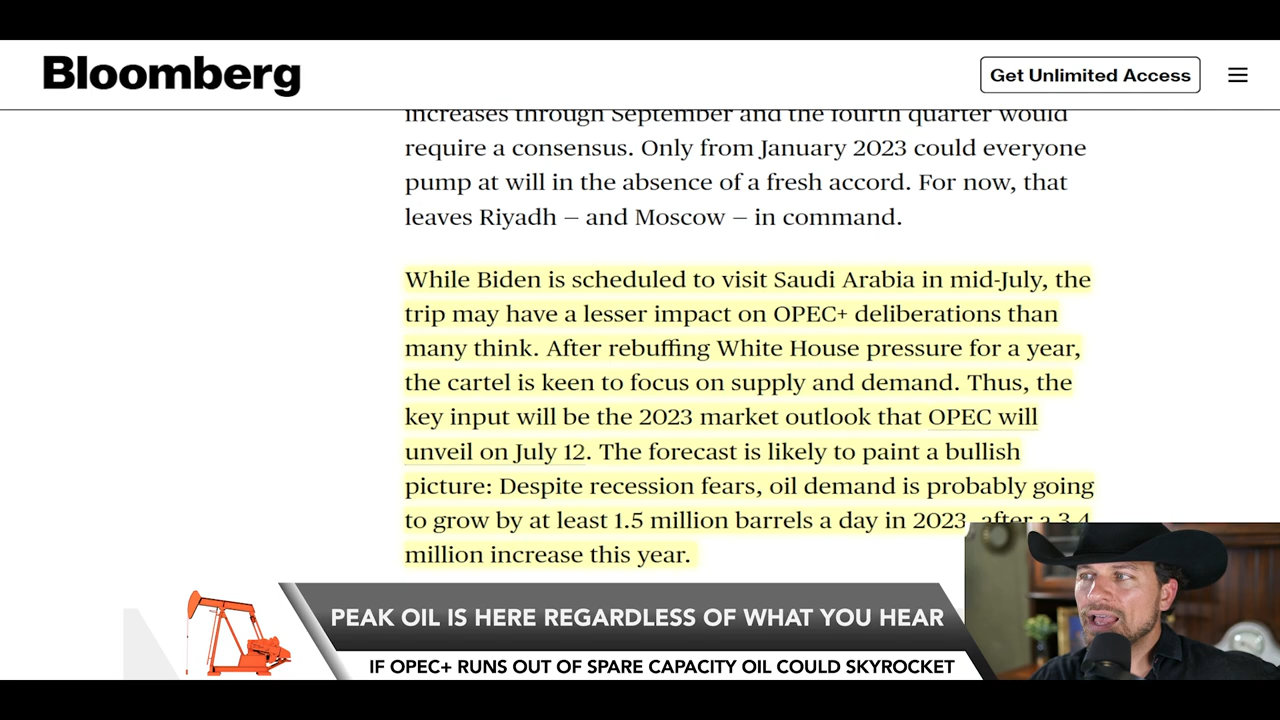 Bloomberg
Get Unlimited Access
increases through September and the fourth quarter would
require a consensus. Only from January 2023 could everyone
pump at will in the absence of a fresh accord. For now, that
leaves Riyadh – and Moscow – in command.
While Biden is scheduled to visit Saudi Arabia in mid-July, the
trip may have a lesser impact on OPEC+ deliberations than
many think. After rebuffing White House pressure for a year,
the cartel is keen to focus on supply and demand. Thus, the
key input will be the 2023 market outlook that OPEC will
unveil on July 12. The forecast is likely to paint a bullish
picture: Despite recession fears, oil demand is probably going
to grow by at least 1.5 million barrels a day in 2023, after a 3.4
million increase this year.
PEAK OIL IS HERE REGARDLESS OF WHAT YOU HEAR
IF OPEC+ RUNS OUT OF SPARE CAPACITY OIL COULD SKYROCKET